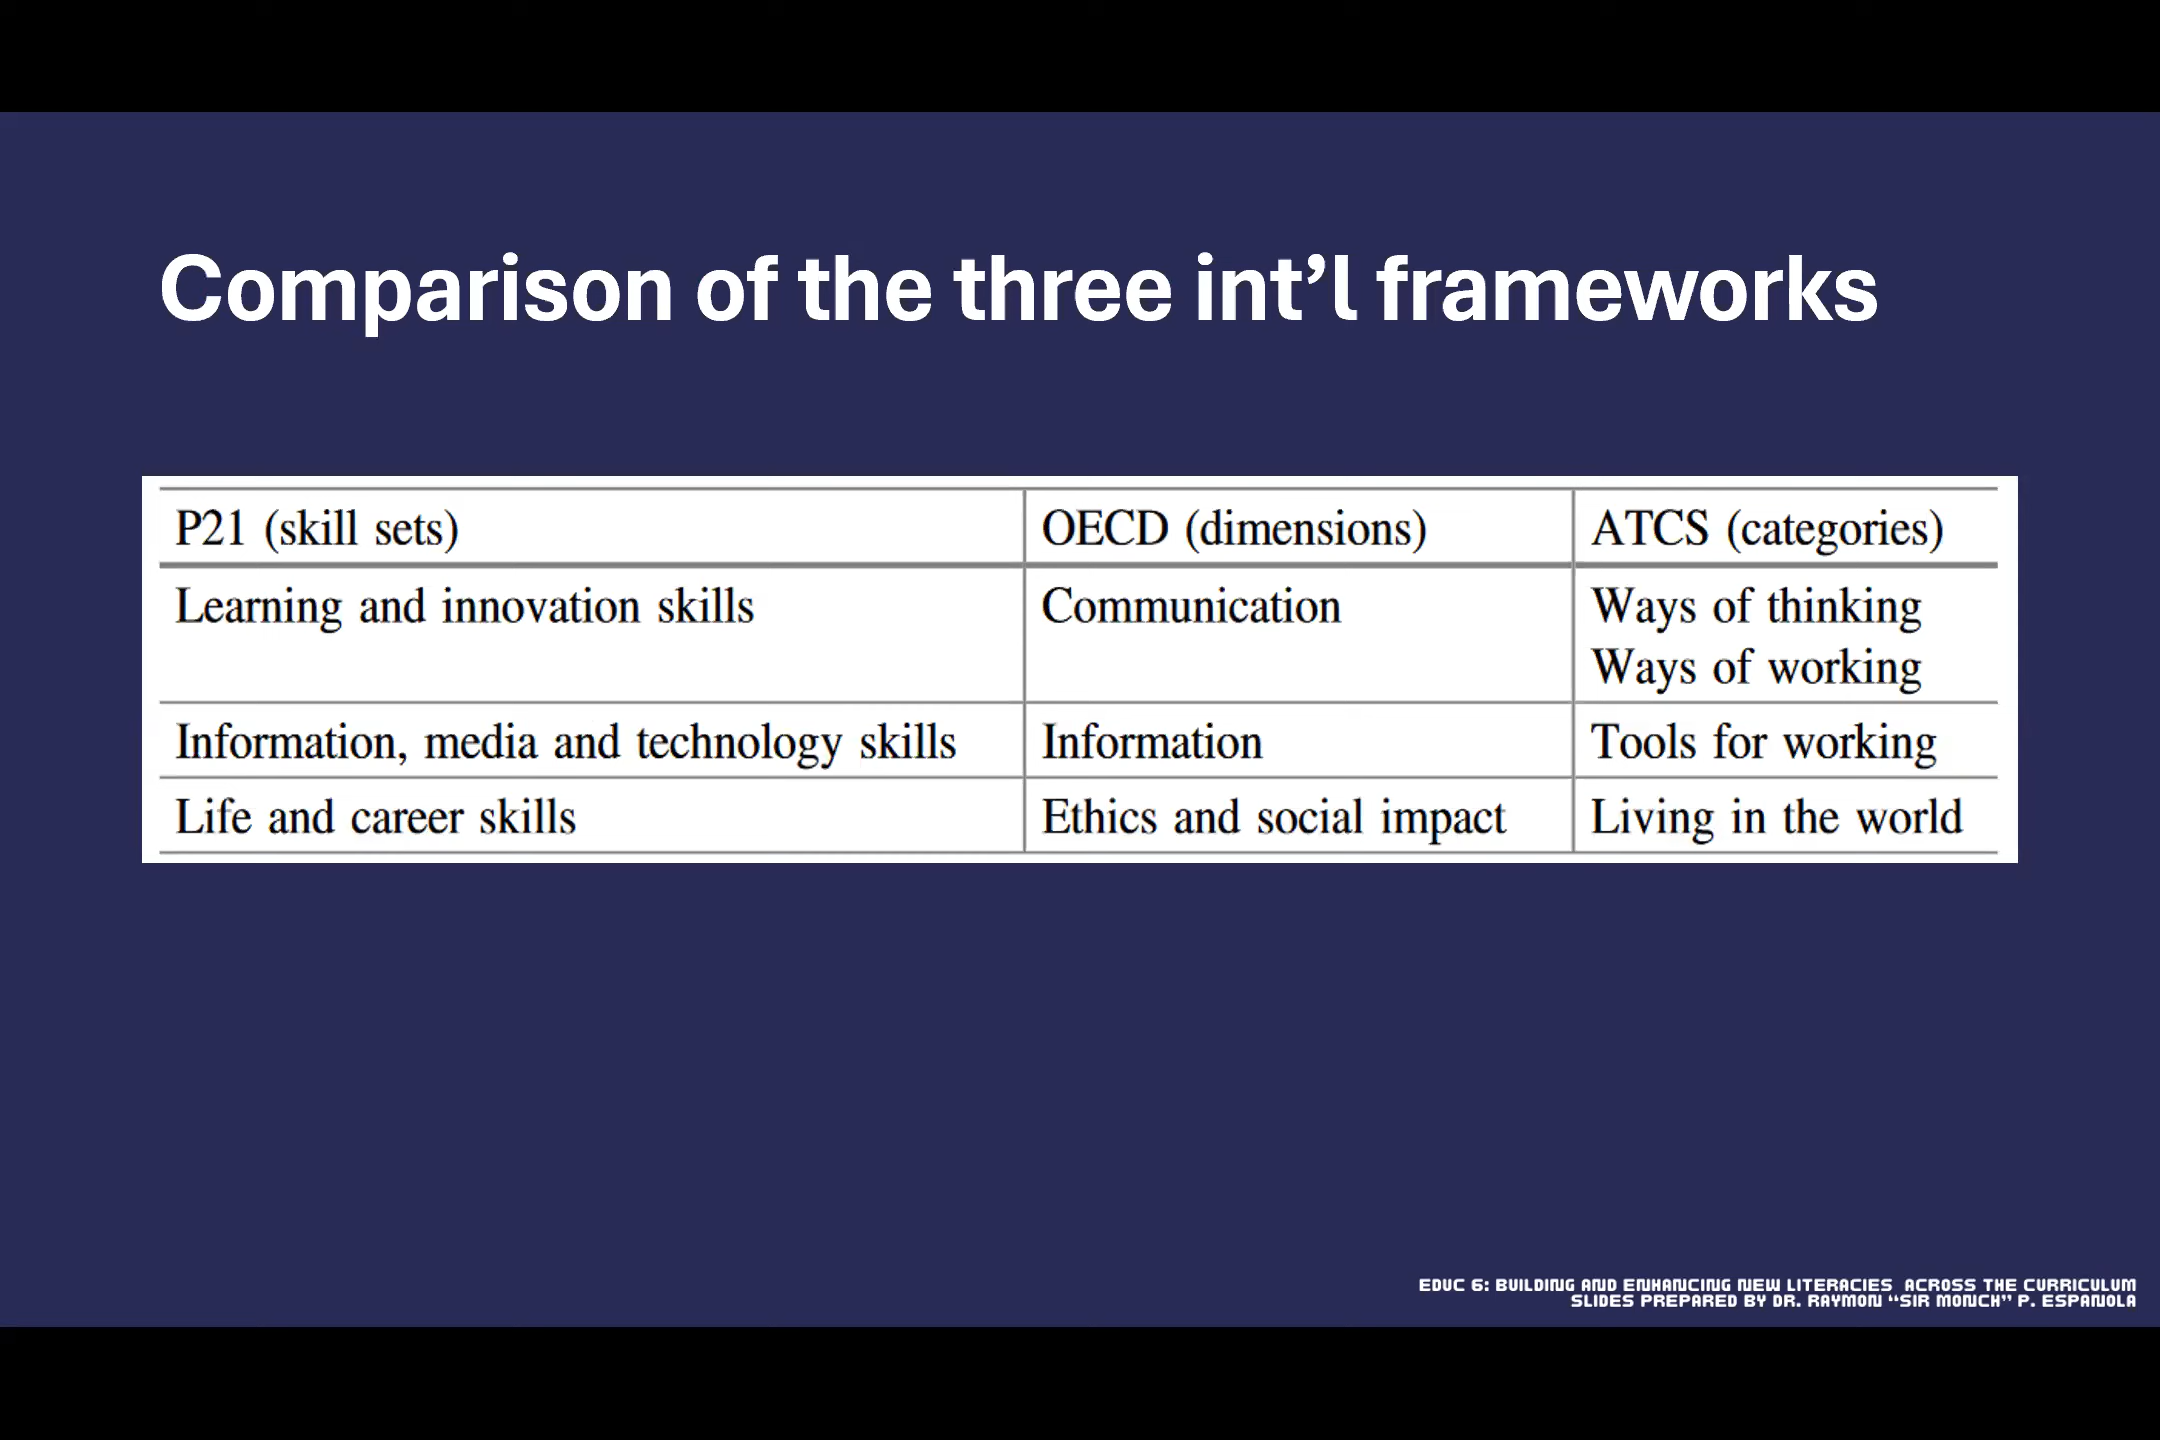 Comparison of the three int’l frameworks
P21 (skill sets) OECD (dimensions) ATCS (categories)
Learning and innovation skills Communication Ways of thinking
Ways of working
Information, media and technology skills Information Tools for working
Life and career skills Ethics and social impact Living in the world
EDUC 6: BUILDING AND ENHANCING NEW LITERACIES ACROSS THE CURRICULUM
SLIDES PREPARED BY DR. RAYMON “SIR MONCH” P. ESPANOLA